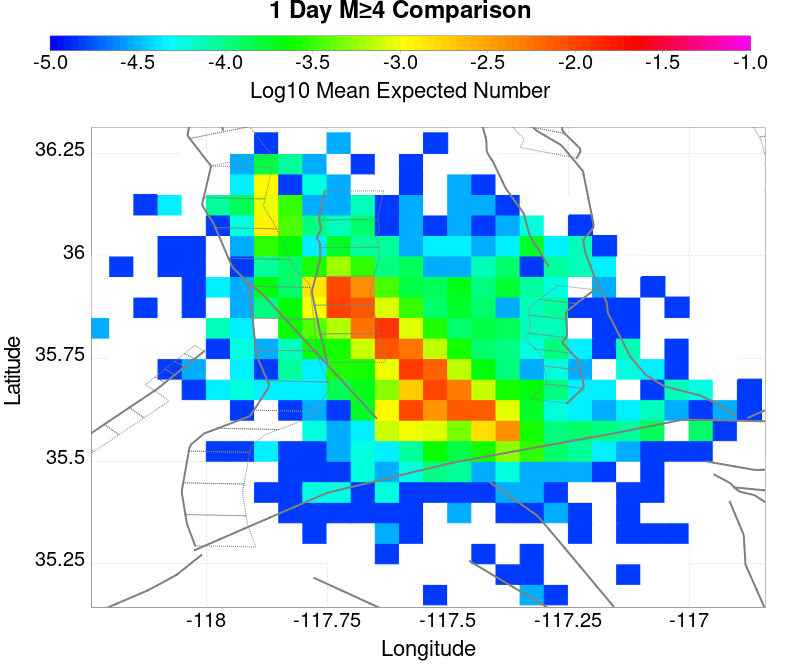 1 Day M≥4 Comparison
-5.0 -4.5 -4.0 -3.5 -3.0 -2.5 -2.0 -1.5 -1.0
Log10 Mean Expected Number
36.25
36
35.75
35.5
35.25
Latitude
-118 -117.75 -117.5 -117.25 -117
Longitude